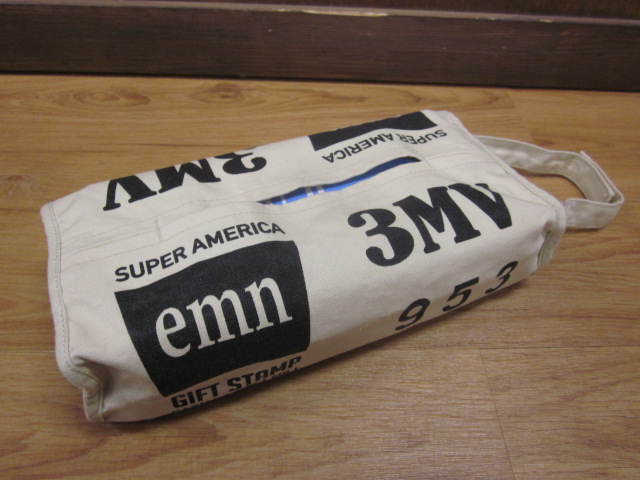 SUPER AMERICA
3MV
SUPER AMERICA
emn
GIFT STAMP
3MV
953